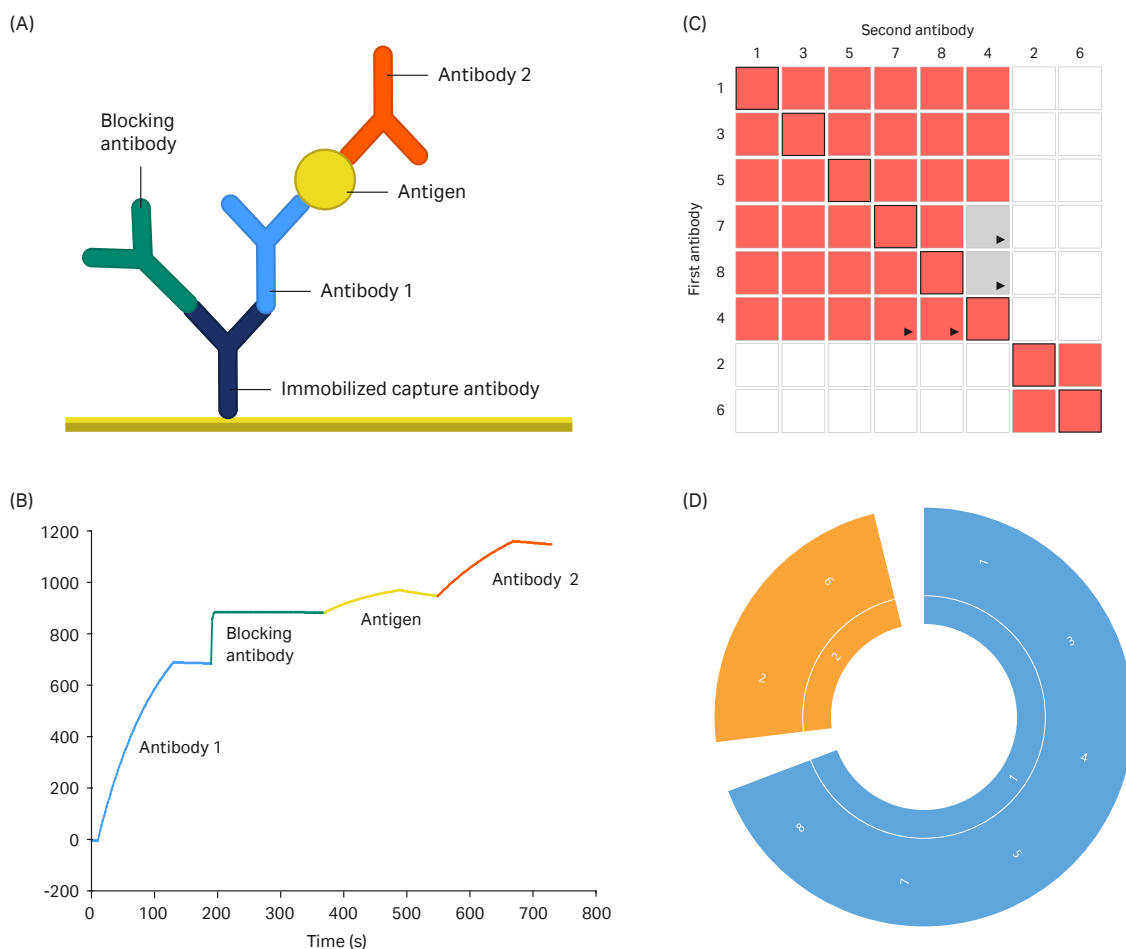 (A)
Antibody 2
Blocking
antibody
Antigen
Antibody 1
Immobilized capture antibody
(C)
Second antibody
1 3 5 7 8 4 2 6
First antibody
1
3
5
7
8
4
2
6
(B)
1200
1000
800
600
400
200
0
-200
Antibody 1
Blocking
antibody
Antigen
Antibody 2
0 100 200 300 400 500 600 700 800
Time (s)
(D)
1
3
4
5
7
8
1
2
6
2